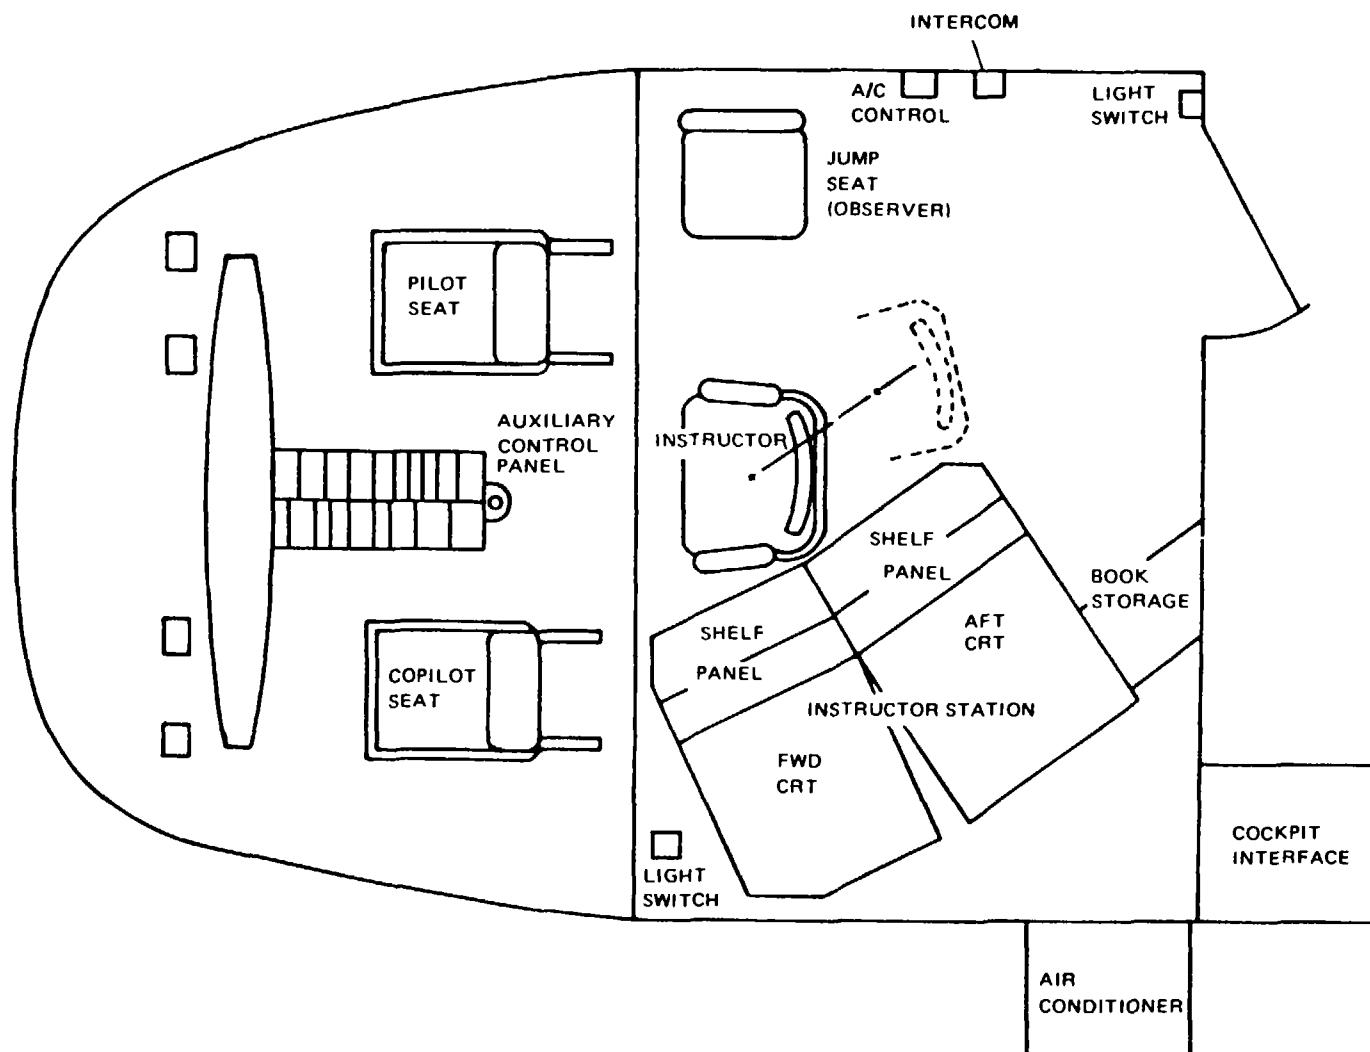 INTERCOM
A/C
CONTROL
LIGHT
SWITCH
JUMP
SEAT
(OBSERVER)
PILOT
SEAT
AUXILIARY
CONTROL
PANEL
INSTRUCTOR
SHELF
PANEL
AFT
CRT
BOOK
STORAGE
SHELF
PANEL
COPILOT
SEAT
INSTRUCTOR STATION
FWD
CRT
LIGHT
SWITCH
COCKPIT
INTERFACE
AIR
CONDITIONER